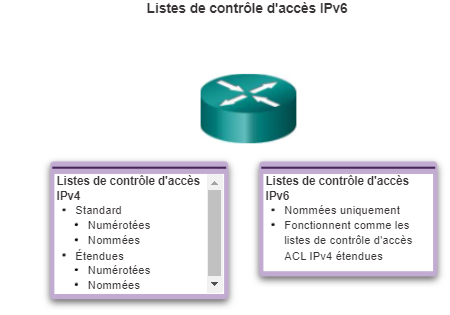 Listes de contrôle d'accès IPv6
Listes de contrôle d'accès
IPv4
• Standard
• Numérotées
• Nommées
• Étendues
• Numérotées
• Nommées
Listes de contrôle d'accès
IPv6
• Nommées uniquement
• Fonctionnent comme les
listes de contrôle d'accès
ACL IPv4 étendues